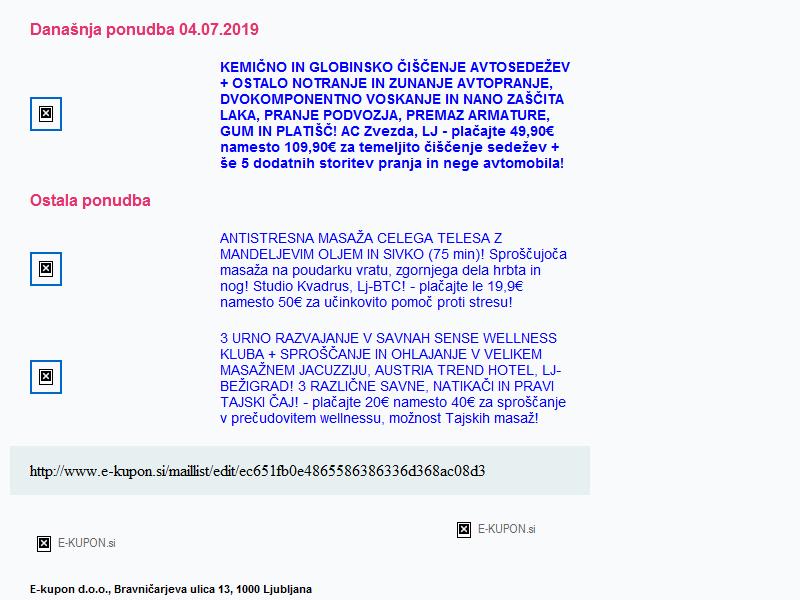 Današnja ponudba 04.07.2019
KEMIČNO IN GLOBINSKO ČIŠČENJE AVTOSEDEŽEV
+ OSTALO NOTRANJE IN ZUNANJE AVTOPRANJE,
DVOKOMPONENTNO VOSKANJE IN NANO ZAŠČITA
LAKA, PRANJE PODVOZJA, PREMAZ ARMATURE,
GUM IN PLATIŠČ! AC Zvezda, LJ - plačajte 49,90€
namesto 109,90€ za temeljito čiščenje sedežev +
še 5 dodatnih storitev pranja in nege avtomobila!
Ostala ponudba
ANTISTRESNA MASAŽA CELEGA TELESA Z
MANDELJEVIM OLJEM IN SIVKO (75 min)! Sproščujoča
masaža na poudarku vratu, zgornjega dela hrbta in
nog! Studio Kvadrus, Lj-BTC! - plačajte le 19,9€
namesto 50€ za učinkovito pomoč proti stresu!
3 URNO RAZVAJANJE V SAVNAH SENSE WELLNESS
KLUBA + SPROŠČANJE IN OHLAJANJE V VELIKEM
MASAŽNEM JACUZZIJU, AUSTRIA TREND HOTEL, LJ-
BEŽIGRAD! 3 RAZLIČNE SAVNE, NATIKAČI IN PRAVI
TAJSKI ČAJ! - plačajte 20€ namesto 40€ za sproščanje
v prečudovitem wellnessu, možnost Tajskih masaž!
http://www.e-kupon.si/maillist/edit/ec651fb0e4865586386336d368ac08d3
E-KUPON.si
E-KUPON.si
E-kupon d.o.o., Bravničarjeva ulica 13, 1000 Ljubljana